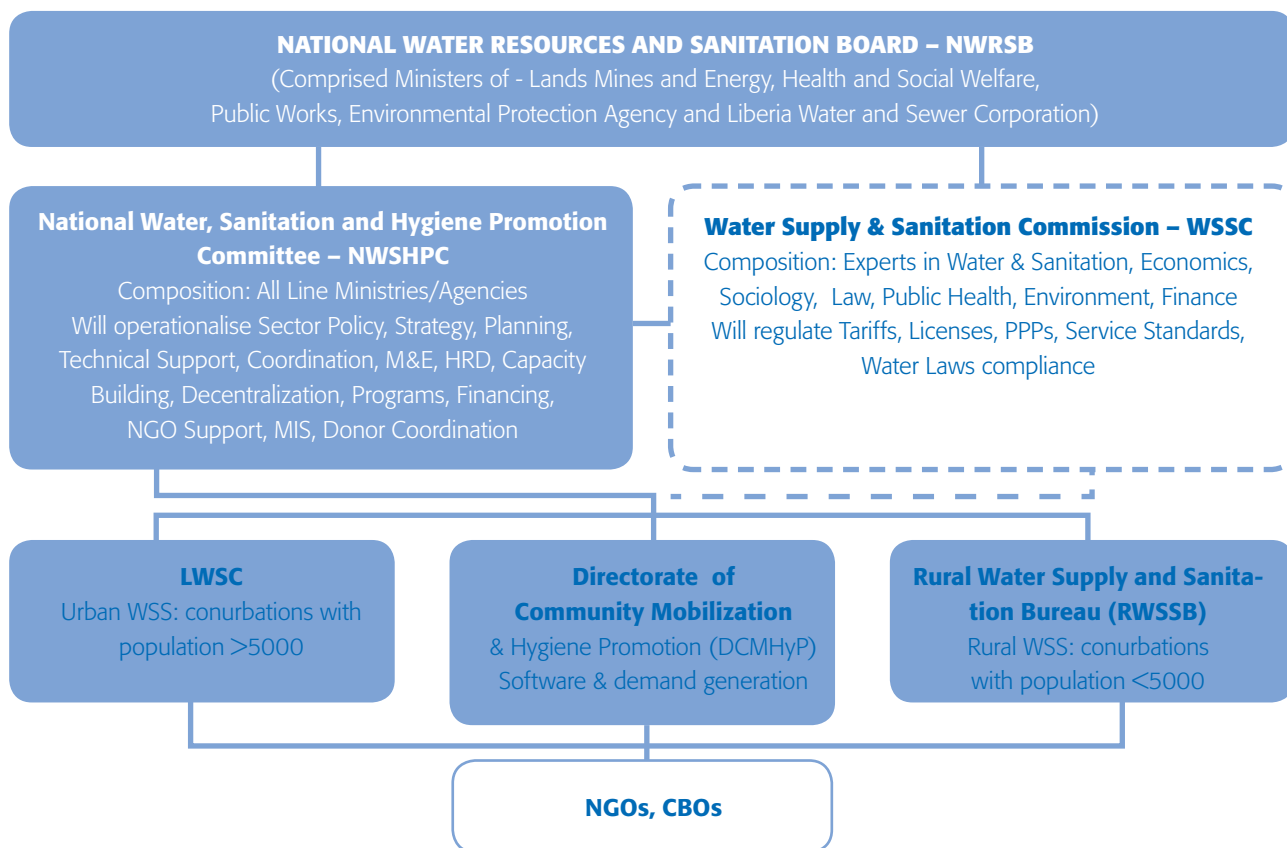 NATIONAL WATER RESOURCES AND SANITATION BOARD – NWRSB
(Comprised Ministers of - Lands Mines and Energy, Health and Social Welfare,
Public Works, Environmental Protection Agency and Liberia Water and Sewer Corporation)
National Water, Sanitation and Hygiene Promotion
Committee – NWSHPC
Composition: All Line Ministries/Agencies
Will operationalise Sector Policy, Strategy, Planning,
Technical Support, Coordination, M&E, HRD, Capacity
Building, Decentralization, Programs, Financing,
NGO Support, MIS, Donor Coordination
Water Supply & Sanitation Commission – WSSC
Composition: Experts in Water & Sanitation, Economics,
Sociology, Law, Public Health, Environment, Finance
Will regulate Tariffs, Licenses, PPPs, Service Standards,
Water Laws compliance
LWSC
Urban WSS: conurbations with
population >5000
Directorate of
Community Mobilization
& Hygiene Promotion (DCMHyP)
Software & demand generation
Rural Water Supply and Sanita-
tion Bureau (RWSSB)
Rural WSS: conurbations
with population <5000
NGOs, CBOs